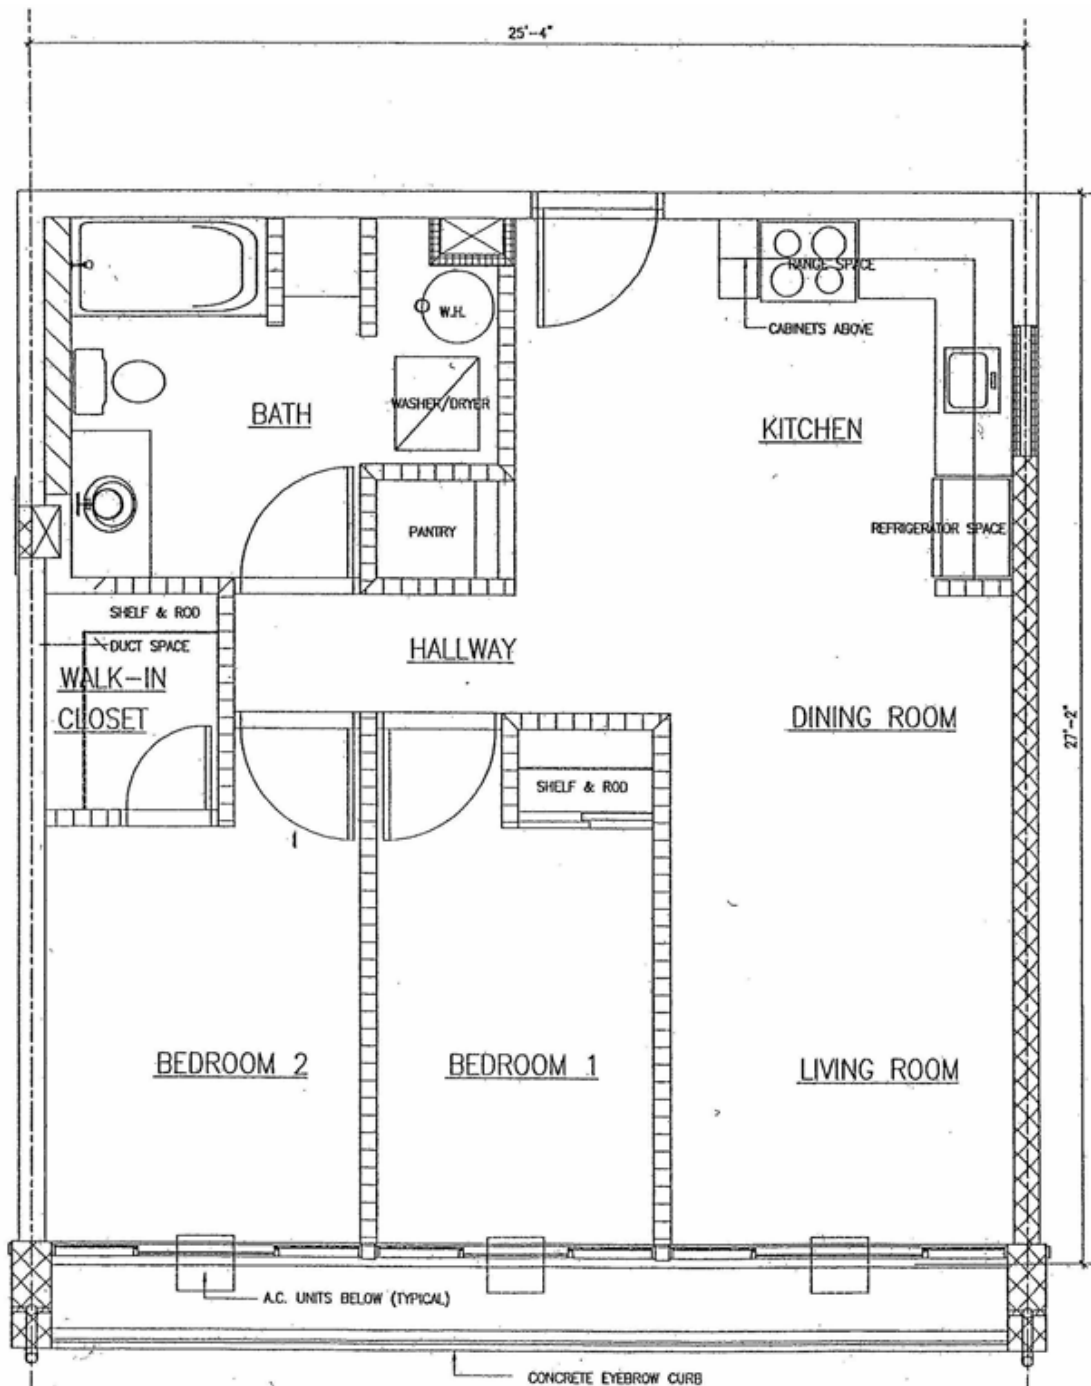 25'-4"
RANGE SPACE
W.H.
CABINETS ABOVE
WASHER/DRYER
BATH
KITCHEN
PANTRY
REFRIGERATOR SPACE
SHELF & ROD
DUCT SPACE
HALLWAY
WALK-IN
CLOSET
DINING ROOM
27'-2"
SHELF & ROD
BEDROOM 2
BEDROOM 1
LIVING ROOM
A.C. UNITS BELOW (TYPICAL)
CONCRETE EYEBROW CURB